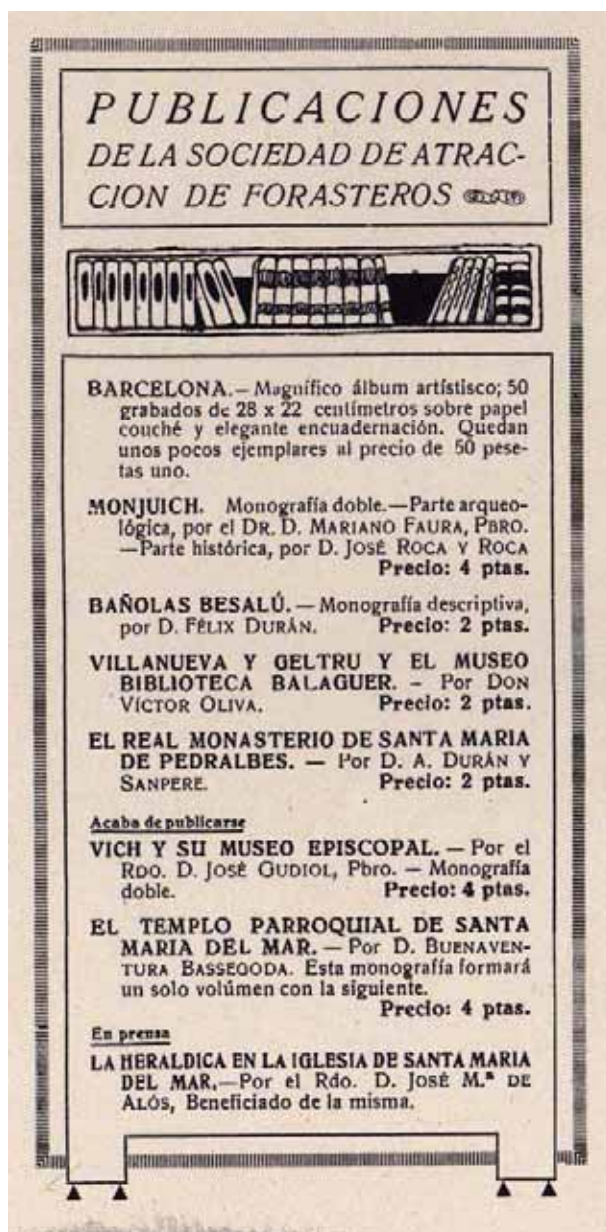 PUBLICACIONES
DE LA SOCIEDAD DE ATRAC-
CION DE FORASTEROS
BARCELONA.— Magnífico álbum artístisco; 50
grabados de 28 x 22 centímetros sobre papel
couché y elegante encuadernación. Quedan
unos pocos ejemplares al precio de 50 pese-
tas uno.
MONJUICH. Monografía doble.—Parte arqueo-
lógica, por el DR. D. MARIANO FAURA, PBRO.
—Parte histórica, por D. JOSÉ ROCA Y ROCA
Precio: 4 ptas.
BAÑOLAS BESALÚ.—Monografía descriptiva,
por D. FÉLIX DURÁN. Precio: 2 ptas.
VILLANUEVA Y GELTRU Y EL MUSEO
BIBLIOTECA BALAGUER. – Por DON
VÍCTOR OLIVA. Precio: 2 ptas.
EL REAL MONASTERIO DE SANTA MARIA
DE PEDRALBES. — Por D. A. DURÁN Y
SANPERE. Precio: 2 ptas.
Acaba de publicarse
VICH Y SU MUSEO EPISCOPAL. — Por el
RDO. D. JOSÉ GUDIOL, Pbro. — Monografía
doble. Precio: 4 ptas.
EL TEMPLO PARROQUIAL DE SANTA
MARIA DEL MAR. — Por D. BUENAVEN-
TURA BASSEGODA. Esta monografía formará
un solo volúmen con la siguiente.
Precio: 4 ptas.
En prensa
LA HERALDICA EN LA IGLESIA DE SANTA MARIA
DEL MAR.—Por el Rdo. D. JOSÉ M.ª DE
ALÓS, Beneficiado de la misma.